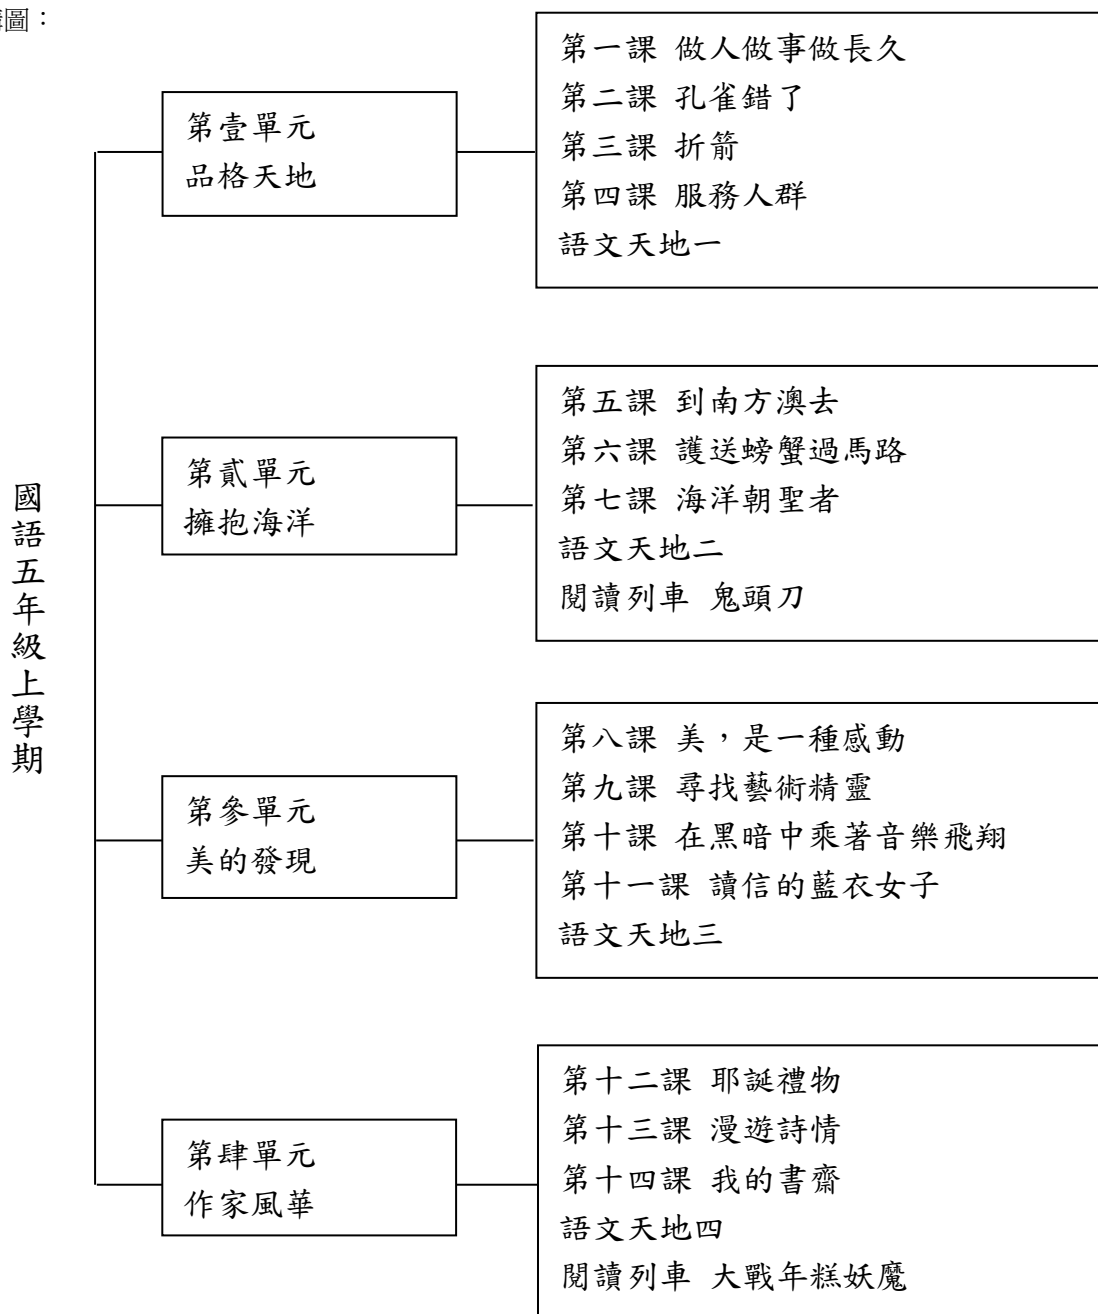 構圖：
國語五年級上學期
第壹單元
品格天地
第一課 做人做事做長久
第二課 孔雀錯了
第三課 折箭
第四課 服務人群
語文天地一
第貳單元
擁抱海洋
第五課 到南方澳去
第六課 護送螃蟹過馬路
第七課 海洋朝聖者
語文天地二
閱讀列車 鬼頭刀
第參單元
美的發現
第八課 美，是一種感動
第九課 尋找藝術精靈
第十課 在黑暗中乘著音樂飛翔
第十一課 讀信的藍衣女子
語文天地三
第肆單元
作家風華
第十二課 耶誕禮物
第十三課 漫遊詩情
第十四課 我的書齋
語文天地四
閱讀列車 大戰年糕妖魔